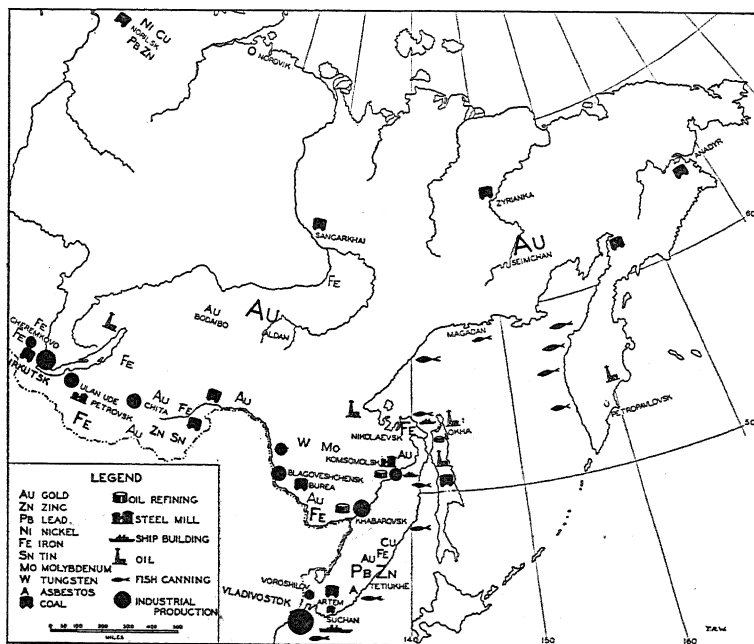 Ni Cu
NORILSK
Pb Zn
NORDVIK
ANADYR
ZYRIANKA
60
SANGARKHAI
Au
SEIMCHAN
Fe
Fe
CHEREMKOVO
Fe
Au
BODAIBO
Au
ALDAN
MAGADAN
Fe
IRKUTSK
ULAN UDE
PETROVSK
Au
CHITA
Fe
Au
PETROPAVLOVSK
Fe
Au
Zn Sn
W Mo
NIKOLAEVSK
Fe
OKHA
KOMSOMOLSK
Au
50
BLAGOVESHCHENSK
BUREA
Au
Fe
KHABAROVSK
Cu
Au Fe
Pb Zn
A TETIUKHE
VOROSHILOV
ARTEM
VLADIVOSTOK
SUCHAN
140
150
160
T.R.W.
LEGEND
Au GOLD
Zn ZINC
Pb LEAD.
Ni NICKEL
Fe IRON
Sn TIN
Mo MOLYBDENUM
W TUNGSTEN
A ASBESTOS
COAL
OIL REFINING
STEEL MILL
SHIP BUILDING
OIL
FISH CANNING
INDUSTRIAL PRODUCTION
MILES